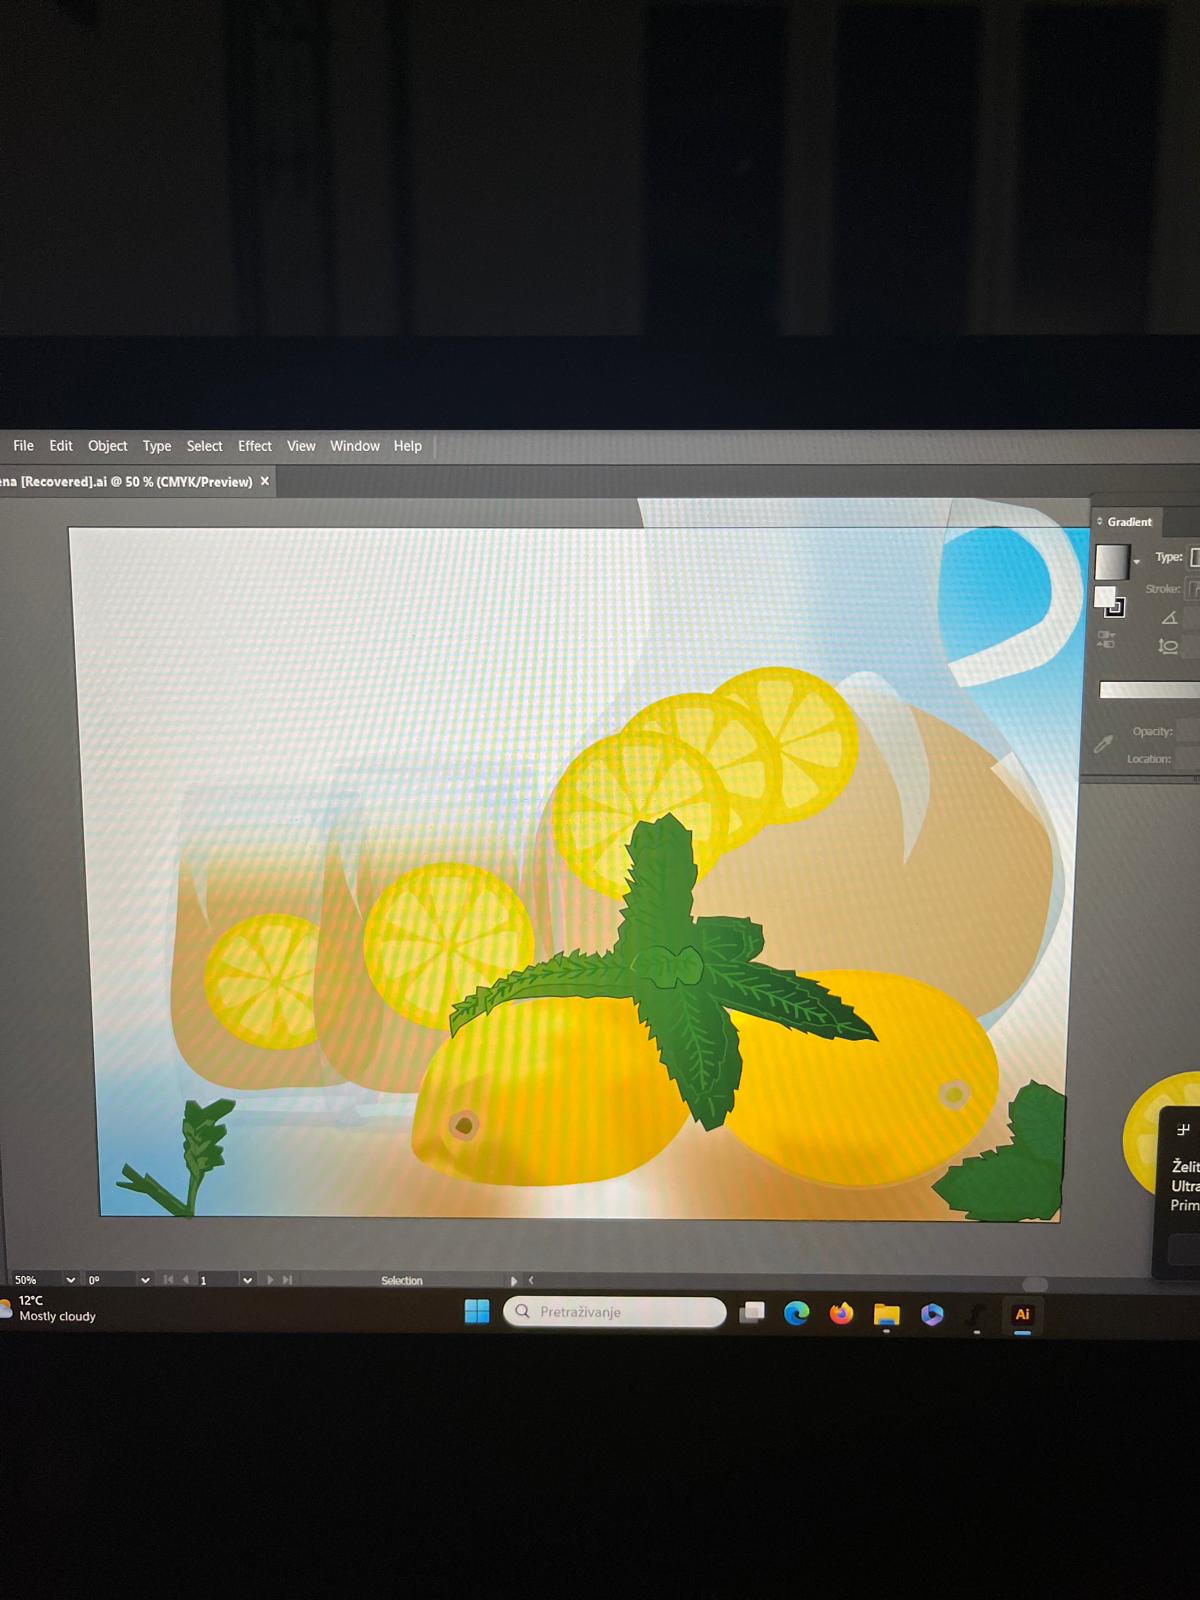 File Edit Object Type Select Effect View Window Help
ena [Recovered].ai @ 50 % (CMYK/Preview) ×
Gradient
Type:
Stroke:
Opacity:
Location:
Želit
Ultra
Prim
50% 0° 1 Selection
12°C
Mostly cloudy
Pretraživanje
Ai